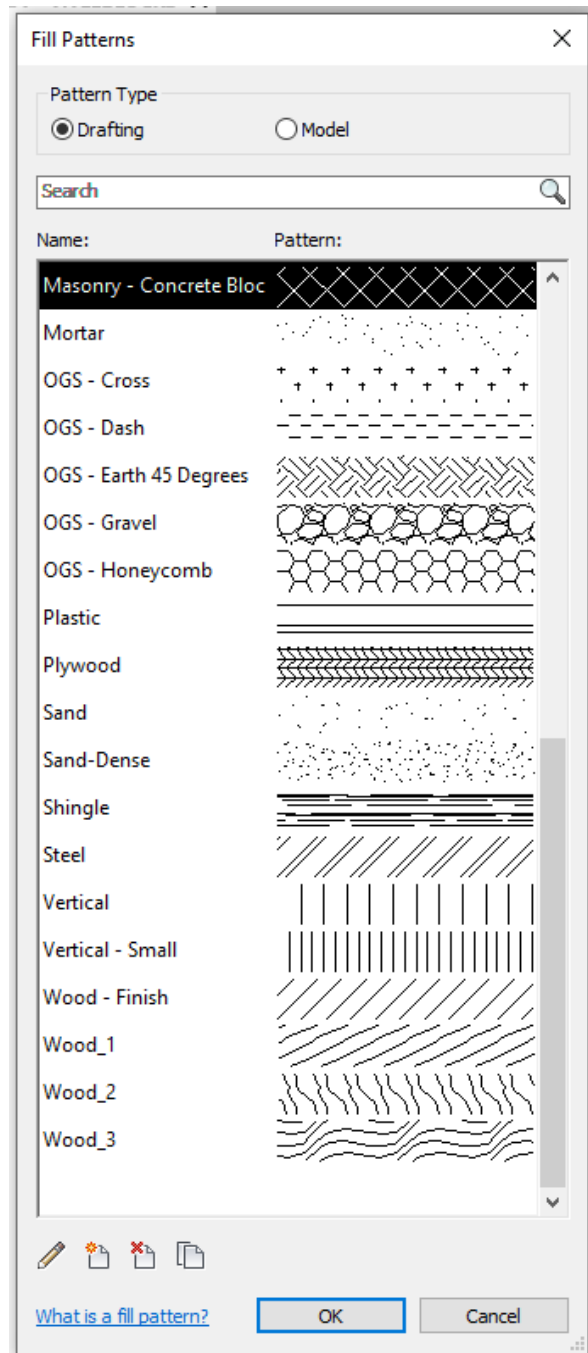 Fill Patterns
Pattern Type
Drafting
Model
Search
Name: Pattern:
Masonry - Concrete Bloc
Mortar
OGS - Cross
OGS - Dash
OGS - Earth 45 Degrees
OGS - Gravel
OGS - Honeycomb
Plastic
Plywood
Sand
Sand-Dense
Shingle
Steel
Vertical
Vertical - Small
Wood - Finish
Wood_1
Wood_2
Wood_3
What is a fill pattern? OK Cancel